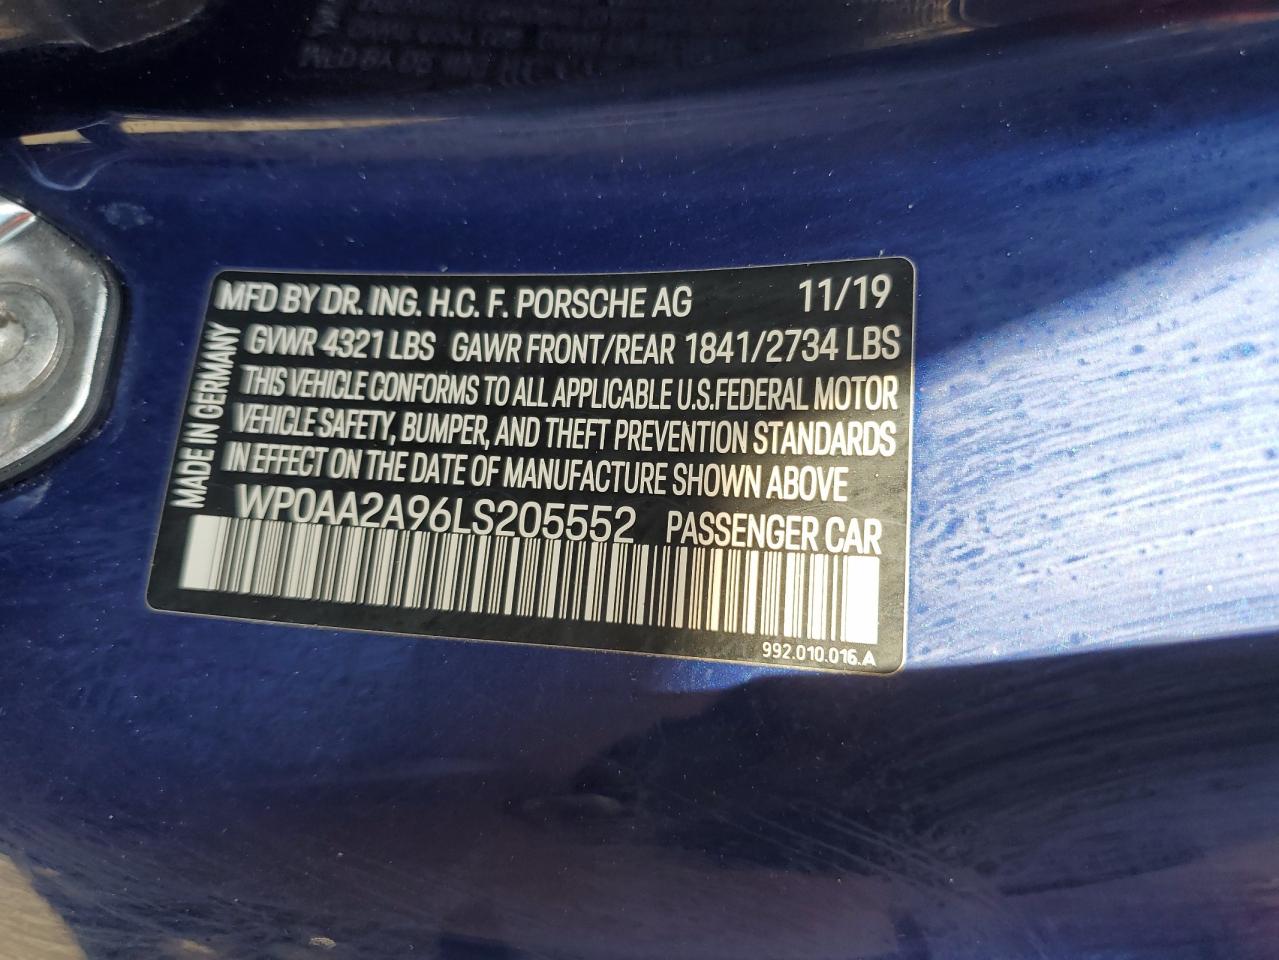 MFD BY DR. ING. H.C. F. PORSCHE AG 11/19
GVWR 4321 LBS GAWR FRONT/REAR 1841/2734 LBS
THIS VEHICLE CONFORMS TO ALL APPLICABLE U.S.FEDERAL MOTOR
VEHICLE SAFETY, BUMPER, AND THEFT PREVENTION STANDARDS
IN EFFECT ON THE DATE OF MANUFACTURE SHOWN ABOVE
WP0AA2A96LS205552 PASSENGER CAR
992.010.016.A
MADE IN GERMANY